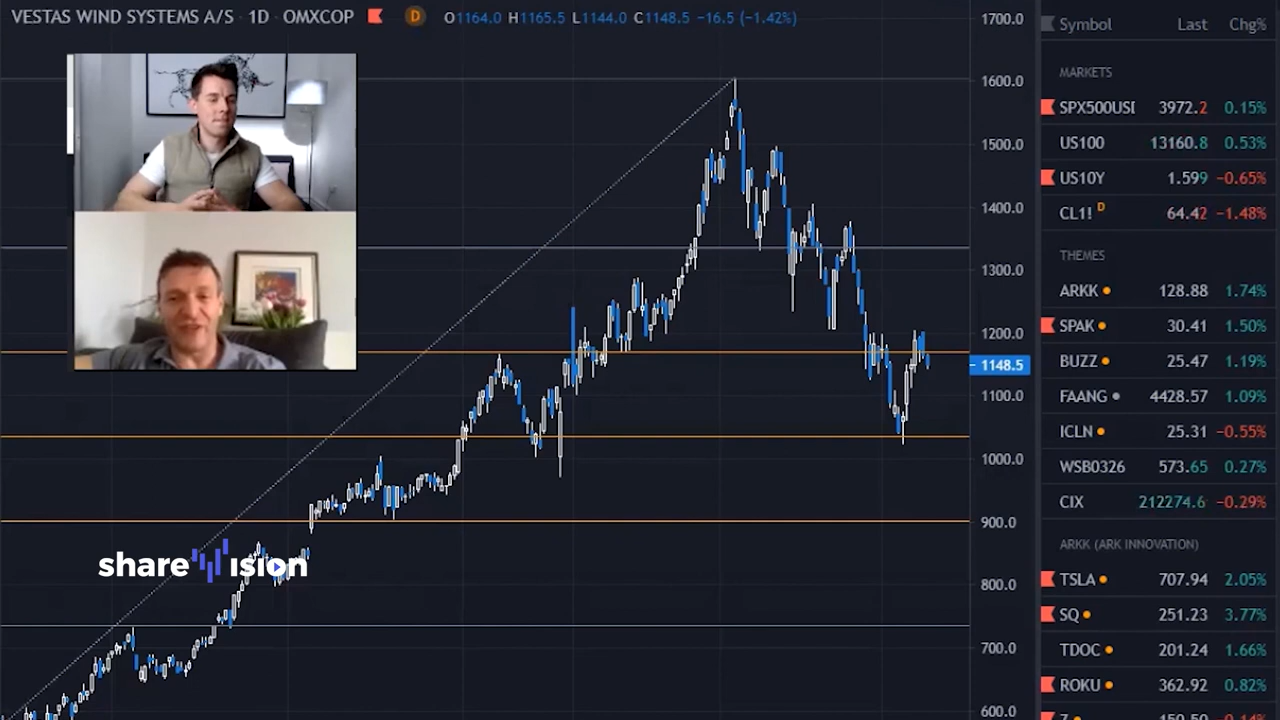 VESTAS WIND SYSTEMS A/S · 1D · OMXCOP D O1164.0 H1165.5 L1144.0 C1148.5 −16.5 (−1.42%)
1700.0
1600.0
1500.0
1400.0
1300.0
1200.0
1148.5
1100.0
1000.0
900.0
800.0
700.0
600.0
share ısion
Symbol Last Chg%
MARKETS
SPX500USI 3972.2 0.15%
US100 13160.8 0.53%
US10Y 1.599 −0.65%
CL1! D 64.42 −1.48%
THEMES
ARKK 128.88 1.74%
SPAK 30.41 1.50%
BUZZ 25.47 1.19%
FAANG 4428.57 1.09%
ICLN 25.31 −0.55%
WSB0326 573.65 0.27%
CIX 212274.6 −0.29%
ARKK (ARK INNOVATION)
TSLA 707.94 2.05%
SQ 251.23 3.77%
TDOC 201.24 1.66%
ROKU 362.92 0.82%